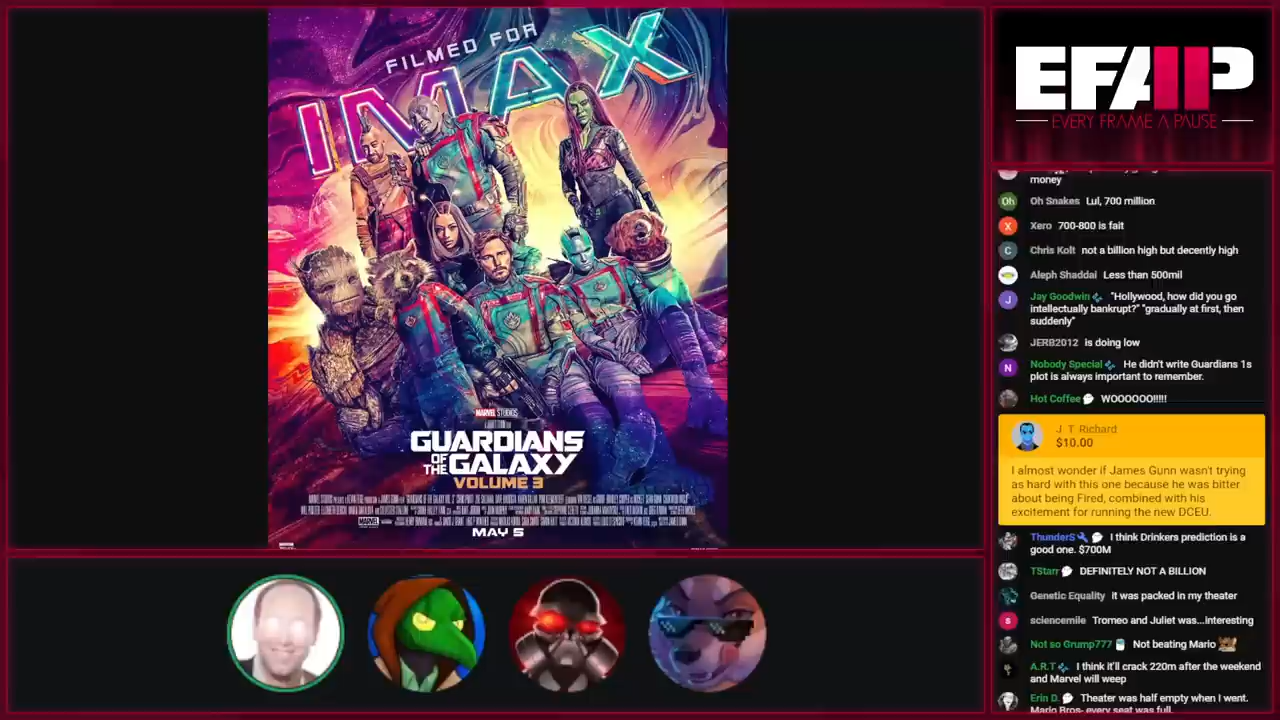 FILMED FOR
IMAX
MARVEL STUDIOS
GUARDIANS
OF THE GALAXY
VOLUME 3
MARVEL
MAY 5
EFAP
EVERY FRAME A PAUSE
money
Oh Snakes Lul, 700 million
Xero 700-800 is fait
Chris Kolt not a billion high but decently high
Aleph Shaddai Less than 500mil
Jay Goodwin "Hollywood, how did you go
intellectually bankrupt?" "gradually at first, then
suddenly"
JERB2012 is doing low
Nobody Special He didn't write Guardians 1s
plot is always important to remember.
Hot Coffee WOOOOOO!!!!!
J T Richard
$10.00
I almost wonder if James Gunn wasn't trying
as hard with this one because he was bitter
about being Fired, combined with his
excitement for running the new DCEU.
ThunderS I think Drinkers prediction is a
good one. $700M
TStarr DEFINITELY NOT A BILLION
Genetic Equality it was packed in my theater
sciencemile Tromeo and Juliet was...interesting
Not so Grump777 Not beating Mario
A.R.T I think it'll crack 220m after the weekend
and Marvel will weep
Erin D. Theater was half empty when I went.
Mario Bros- every seat was full.